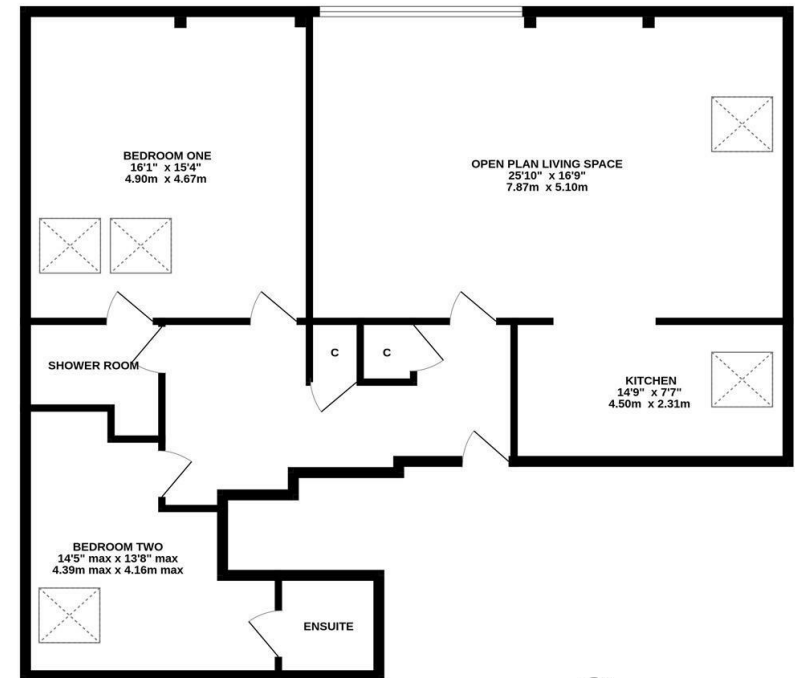 BEDROOM ONE
16'1" x 15'4"
4.90m x 4.67m
OPEN PLAN LIVING SPACE
25'10" x 16'9"
7.87m x 5.10m
SHOWER ROOM
C
C
KITCHEN
14'9" x 7'7"
4.50m x 2.31m
BEDROOM TWO
14'5" max x 13'8" max
4.39m max x 4.16m max
ENSUITE